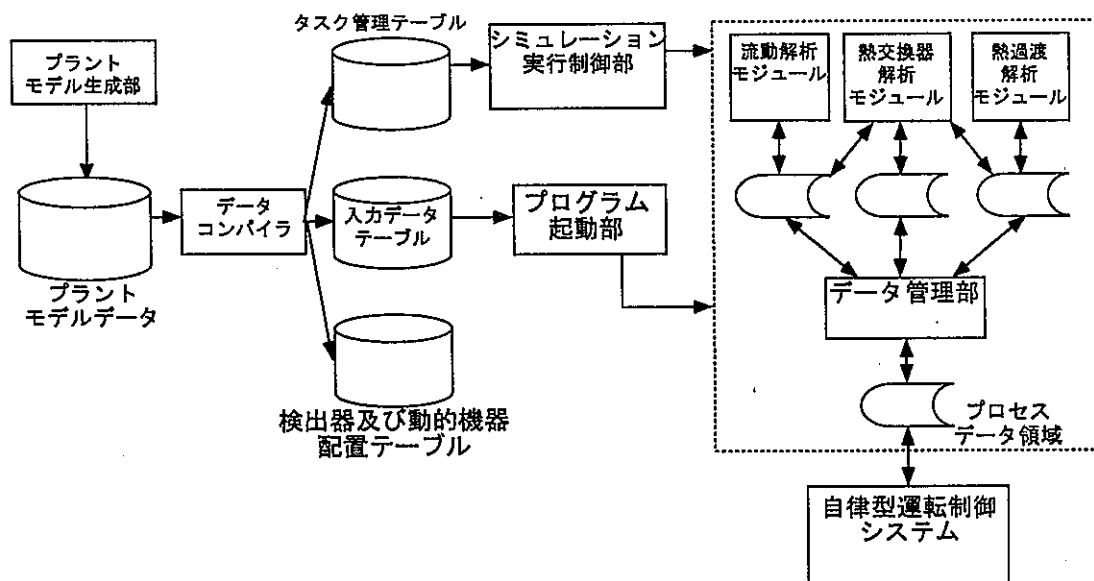 タスク管理テーブル
プラント
モデル生成部
シミュレーション
実行制御部
流動解析
モジュール
熱交換器
解析
モジュール
熱過渡
解析
モジュール
データ
コンパイラ
入力データ
テーブル
プログラム
起動部
プラント
モデルデータ
データ管理部
検出器及び動的機器
配置テーブル
プロセス
データ領域
自律型運転制御
システム